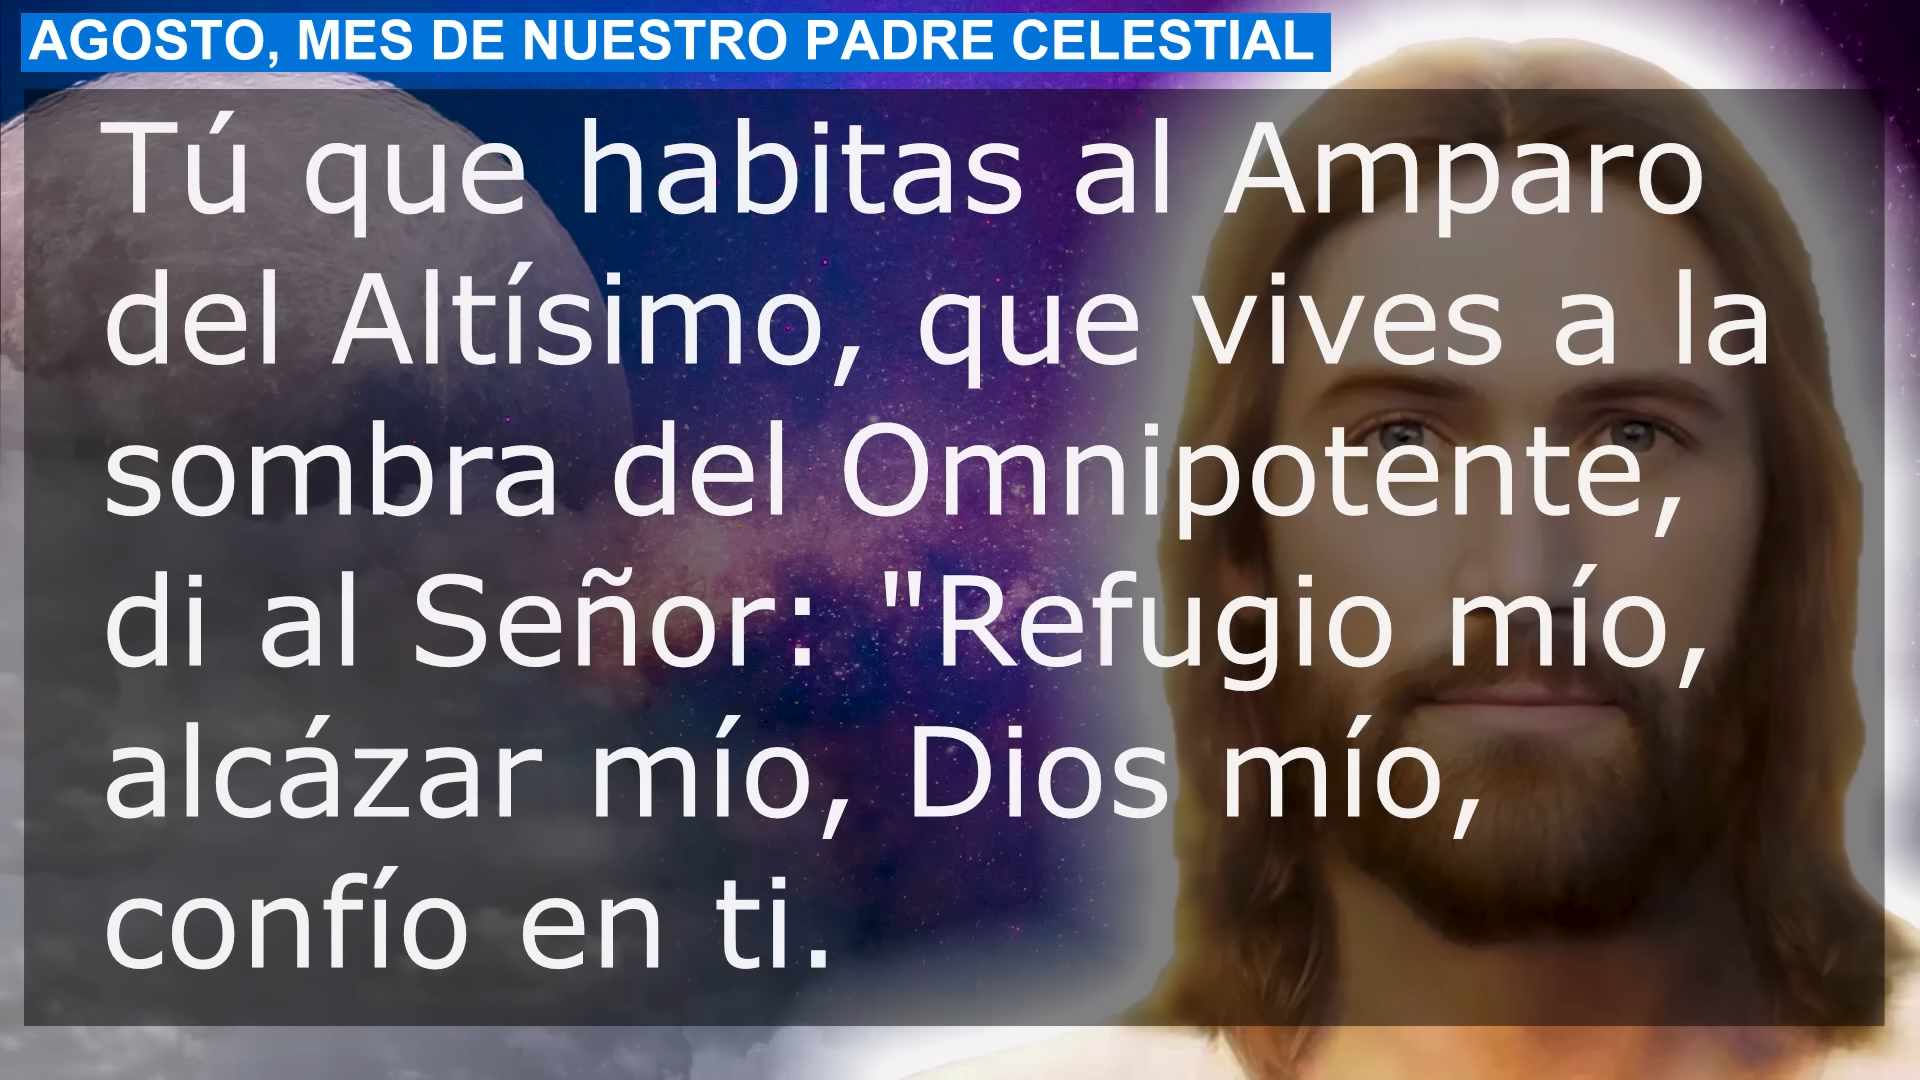 AGOSTO, MES DE NUESTRO PADRE CELESTIAL
Tú que habitas al Amparo
del Altísimo, que vives a la
sombra del Omnipotente,
di al Señor: "Refugio mío,
alcázar mío, Dios mío,
confío en ti.